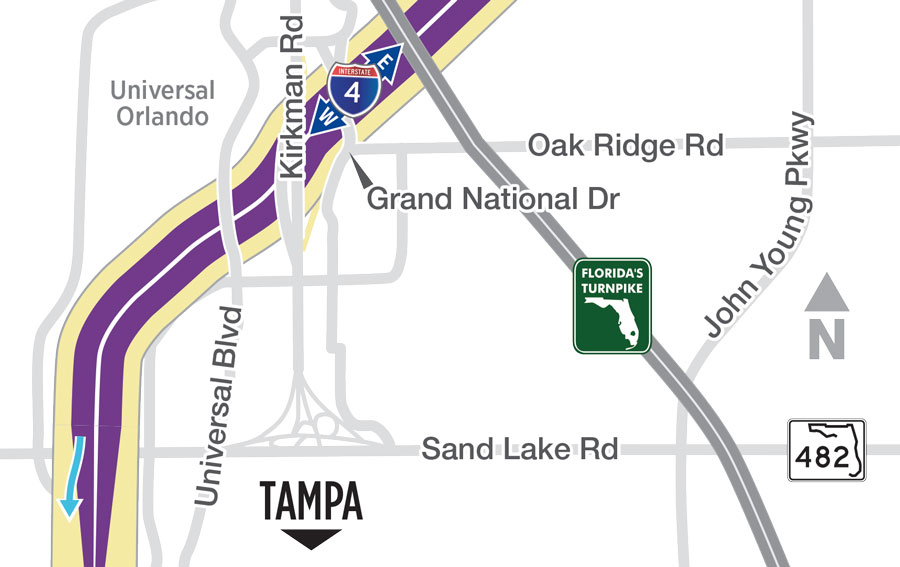 Kirkman Rd
E
INTERSTATE
4
W
Universal
Orlando
Oak Ridge Rd
Grand National Dr
John Young Pkwy
FLORIDA'S
TURNPIKE
N
Universal Blvd
Sand Lake Rd
482
TAMPA